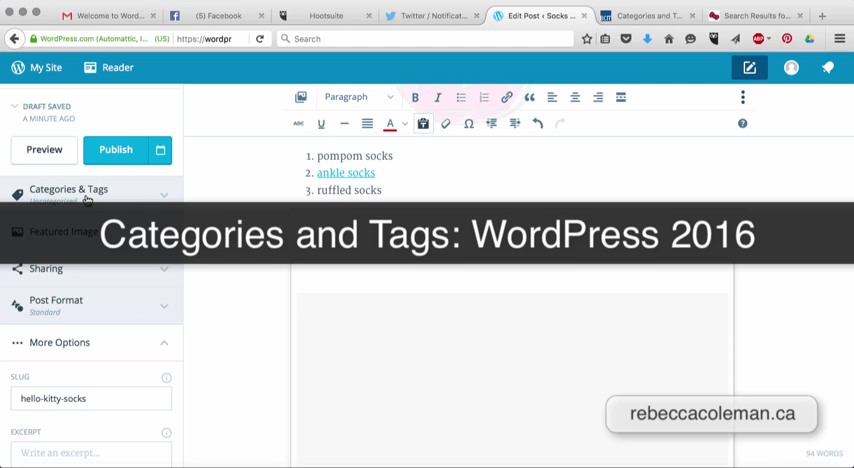 Welcome to Word...
(5) Facebook
Hootsuite
Twitter / Notificat...
Edit Post ‹ Socks ...
Categories and T...
Search Results fo...
WordPress.com (Automattic, I... (US)
https://wordpr
Search
ABP
My Site
Reader
DRAFT SAVED
A MINUTE AGO
Preview
Publish
Categories & Tags
Uncategorized
Featured Image
Sharing
Post Format
Standard
More Options
SLUG
hello-kitty-socks
EXCERPT
Write an excerpt...
Paragraph
B I
ABC U A
1. pompom socks
2. ankle socks
3. ruffled socks
Categories and Tags: WordPress 2016
rebeccacoleman.ca
94 WORDS